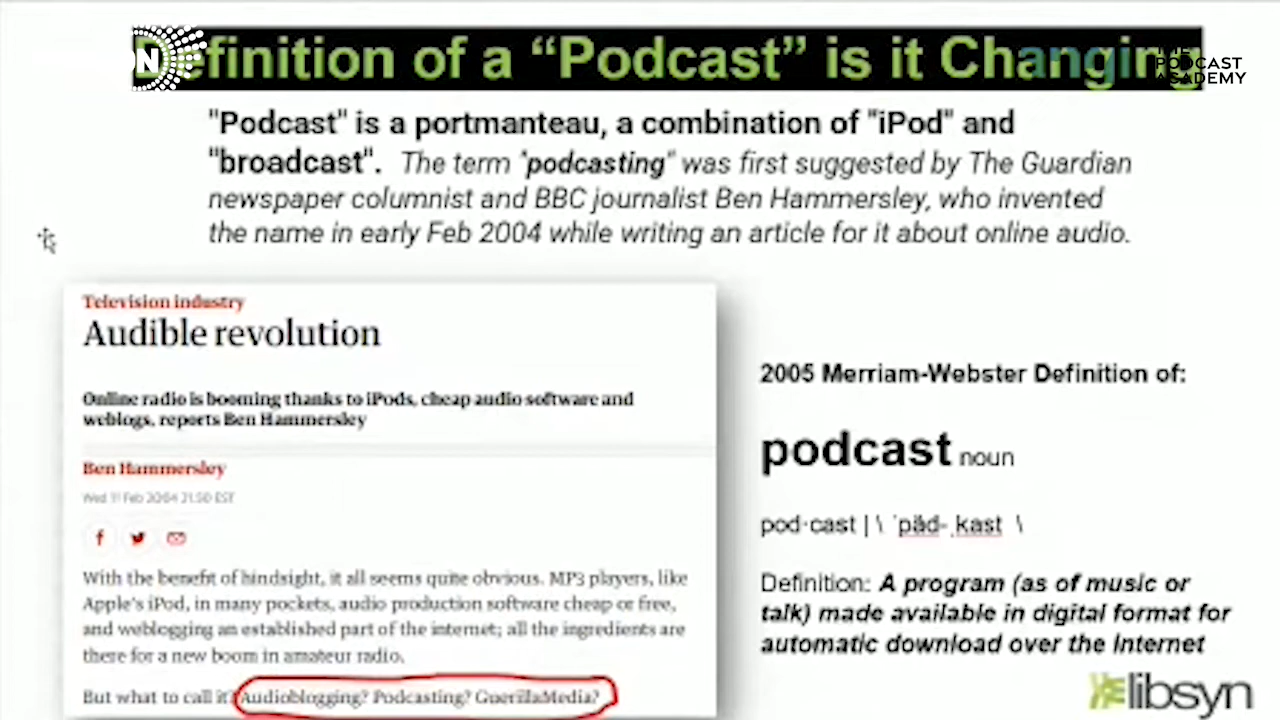 Definition of a “Podcast” is it Changing
ON
THE
PODCAST
ACADEMY
"Podcast" is a portmanteau, a combination of "iPod" and
"broadcast". The term "podcasting" was first suggested by The Guardian
newspaper columnist and BBC journalist Ben Hammersley, who invented
the name in early Feb 2004 while writing an article for it about online audio.
Television industry
Audible revolution
Online radio is booming thanks to iPods, cheap audio software and
weblogs, reports Ben Hammersley
Ben Hammersley
Wed 11 Feb 2004 21.50 EST
With the benefit of hindsight, it all seems quite obvious. MP3 players, like
Apple's iPod, in many pockets, audio production software cheap or free,
and weblogging an established part of the internet; all the ingredients are
there for a new boom in amateur radio.
But what to call it? Audioblogging? Podcasting? GuerillaMedia?
2005 Merriam-Webster Definition of:
podcast noun
pod·cast | \ ˈpäd-ˌkast \
Definition: A program (as of music or
talk) made available in digital format for
automatic download over the Internet
libsyn